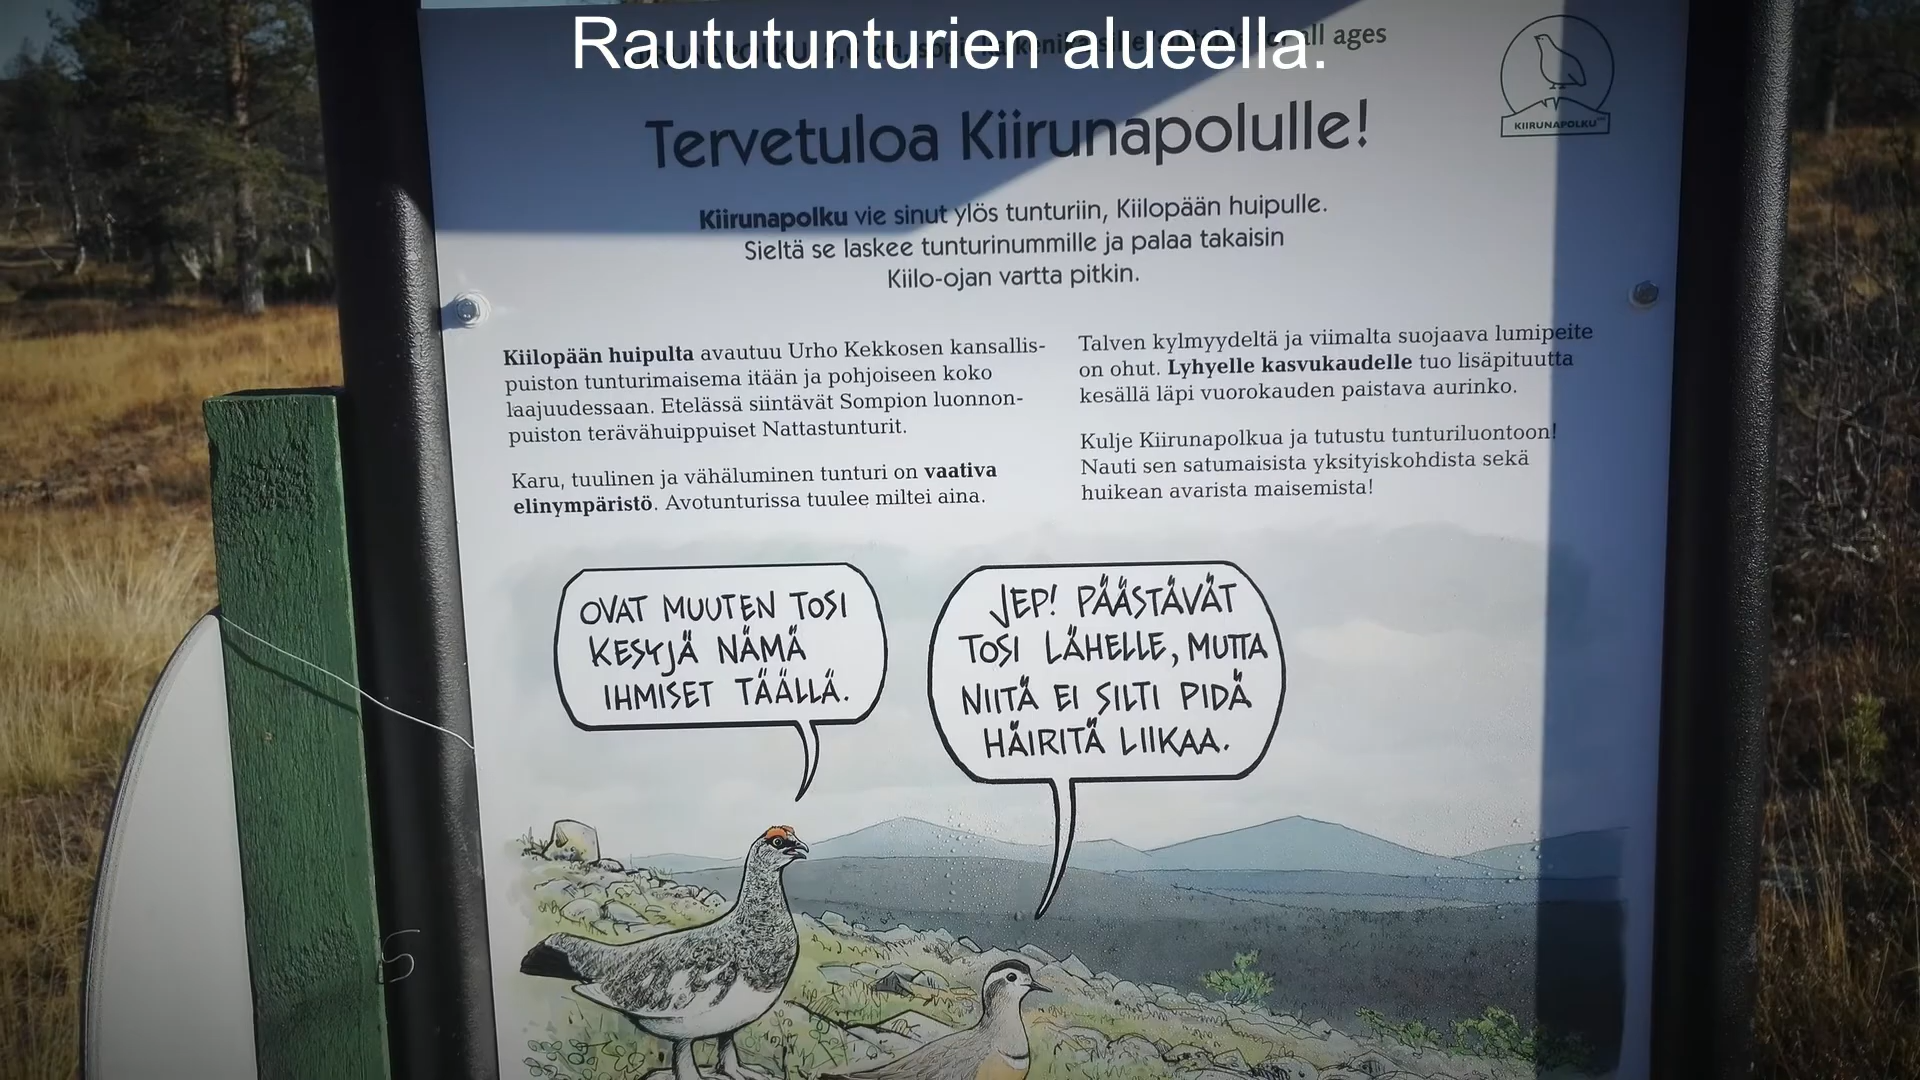 Raututunturien alueella.
all ages
Tervetuloa Kiirunapolulle!
KIIRUNAPOLKU
Kiirunapolku vie sinut ylös tunturiin, Kiilopään huipulle.
Sieltä se laskee tunturinummille ja palaa takaisin
Kiilo-ojan vartta pitkin.
Kiilopään huipulta avautuu Urho Kekkosen kansallis-
puiston tunturimaisema itään ja pohjoiseen koko
laajuudessaan. Etelässä siintävät Sompion luonnon-
puiston terävähuippuiset Nattastunturit.
Karu, tuulinen ja vähäluminen tunturi on vaativa
elinympäristö. Avotunturissa tuulee miltei aina.
Talven kylmyydeltä ja viimalta suojaava lumipeite
on ohut. Lyhyelle kasvukaudelle tuo lisäpituutta
kesällä läpi vuorokauden paistava aurinko.
Kulje Kiirunapolkua ja tutustu tunturiluontoon!
Nauti sen satumaisista yksityiskohdista sekä
huikean avarista maisemista!
OVAT MUUTEN TOSI
KESYJÄ NÄMÄ
IHMISET TÄÄLLÄ.
JEP! PÄÄSTÄVÄT
TOSI LÄHELLE, MUTTA
NIITÄ EI SILTI PIDÄ
HÄIRITÄ LIIKAA.